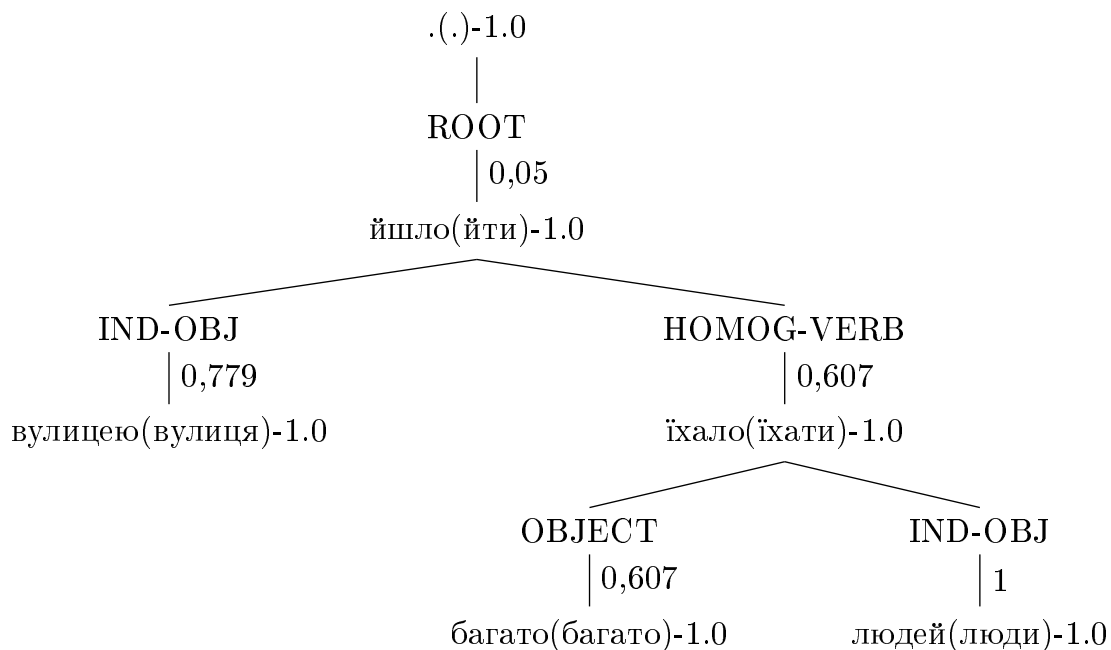 .(.)-1.0
ROOT
0,05
йшло(йти)-1.0
IND-OBJ HOMOG-VERB
0,779 0,607
вулицею(вулиця)-1.0 їхало(їхати)-1.0
OBJECT IND-OBJ
0,607 1
багато(багато)-1.0 людей(люди)-1.0